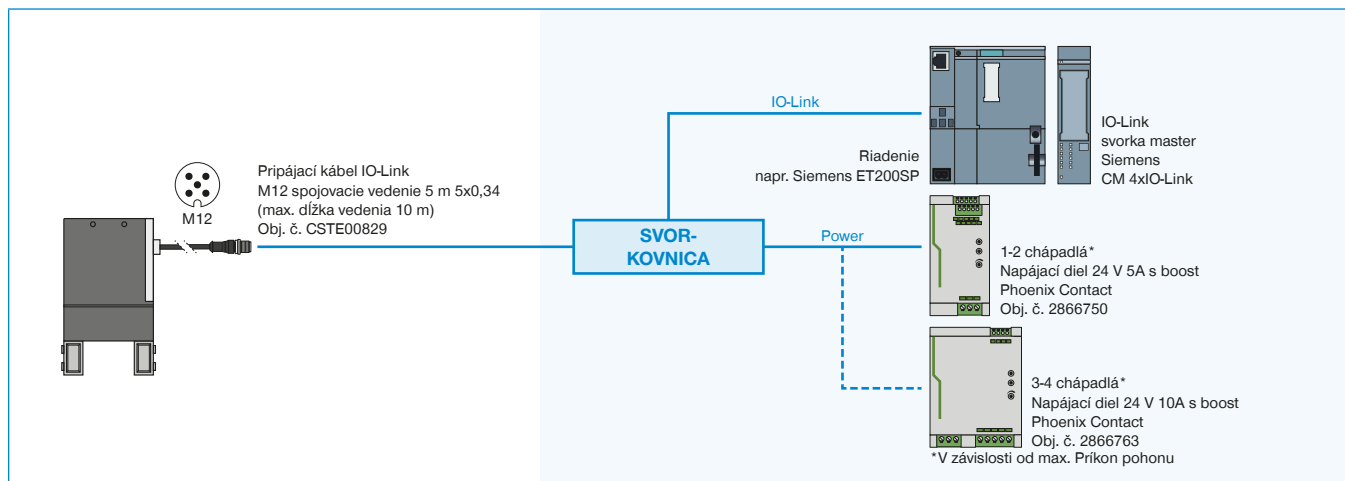 M12
Pripájací kábel IO-Link
M12 spojovacie vedenie 5 m 5x0,34
(max. dĺžka vedenia 10 m)
Obj. č. CSTE00829
SVOR-
KOVNICA
IO-Link
Power
Riadenie
napr. Siemens ET200SP
IO-Link
svorka master
Siemens
CM 4xIO-Link
1-2 chápadlá*
Napájací diel 24 V 5A s boost
Phoenix Contact
Obj. č. 2866750
3-4 chápadlá*
Napájací diel 24 V 10A s boost
Phoenix Contact
Obj. č. 2866763
*V závislosti od max. Príkon pohonu